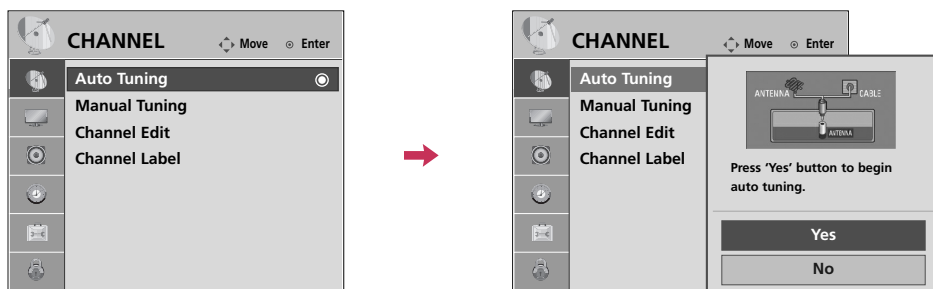 CHANNEL
Move
Enter
Auto Tuning
Manual Tuning
Channel Edit
Channel Label
CHANNEL
Move
Enter
Auto Tuning
Manual Tuning
Channel Edit
Channel Label
ANTENNA
CABLE
ANTENNA
Press ‘Yes’ button to begin
auto tuning.
Yes
No